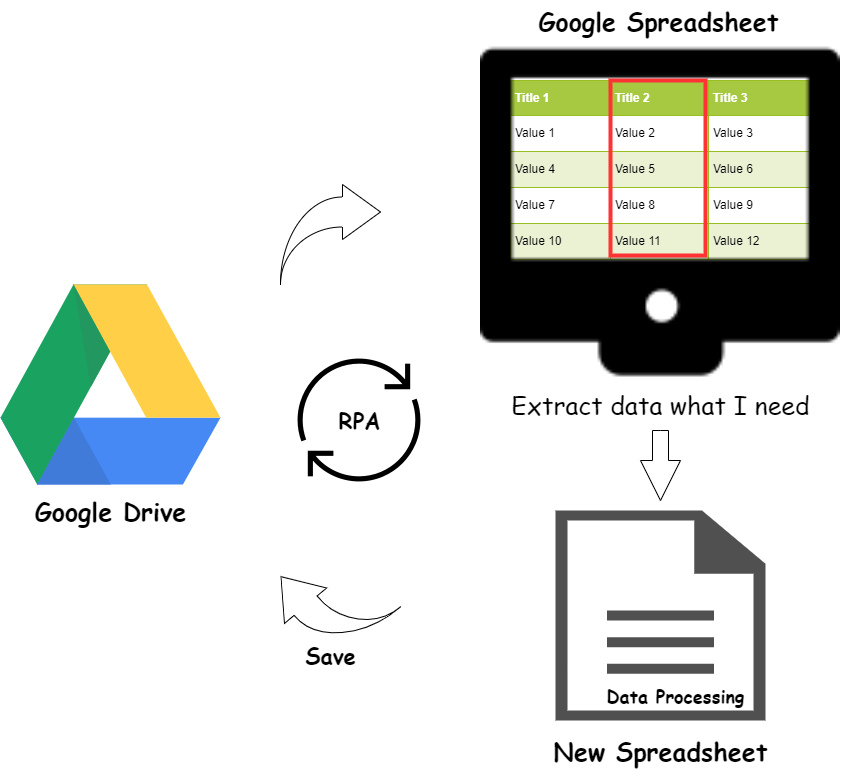 Google Spreadsheet
Title 1 Title 2 Title 3
Value 1 Value 2 Value 3
Value 4 Value 5 Value 6
Value 7 Value 8 Value 9
Value 10 Value 11 Value 12
Extract data what I need
RPA
Google Drive
Save
Data Processing
New Spreadsheet